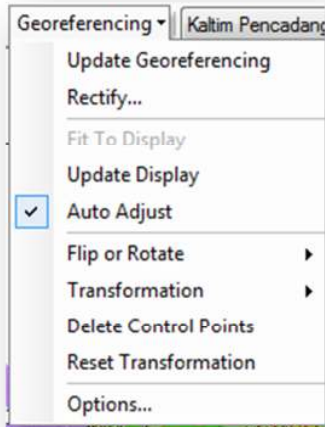 Georeferencing Kaltim Pencadang
Update Georeferencing
Rectify...
Fit To Display
Update Display
Auto Adjust
Flip or Rotate
Transformation
Delete Control Points
Reset Transformation
Options...